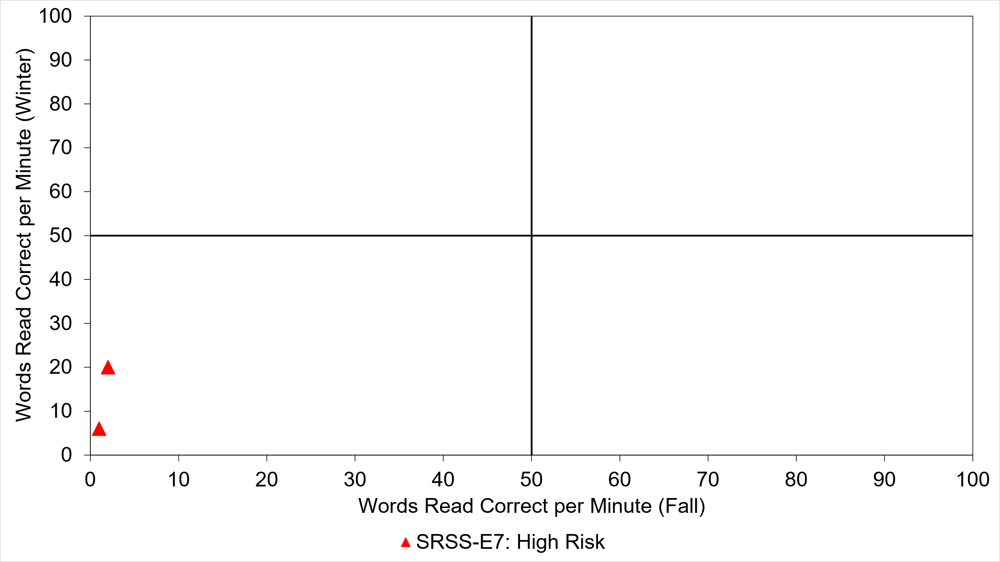 100
90
80
70
60
50
40
30
20
10
0
Words Read Correct per Minute (Winter)
0 10 20 30 40 50 60 70 80 90 100
Words Read Correct per Minute (Fall)
SRSS-E7: High Risk